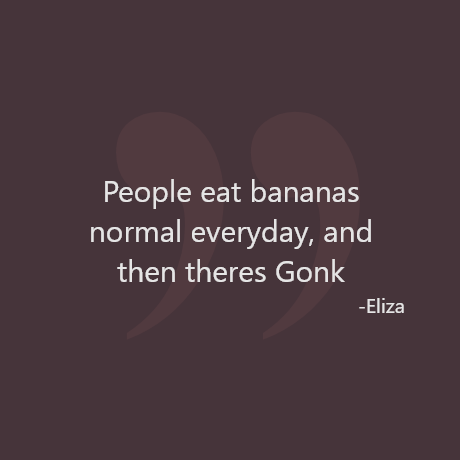 People eat bananas
normal everyday, and
then theres Gonk
-Eliza